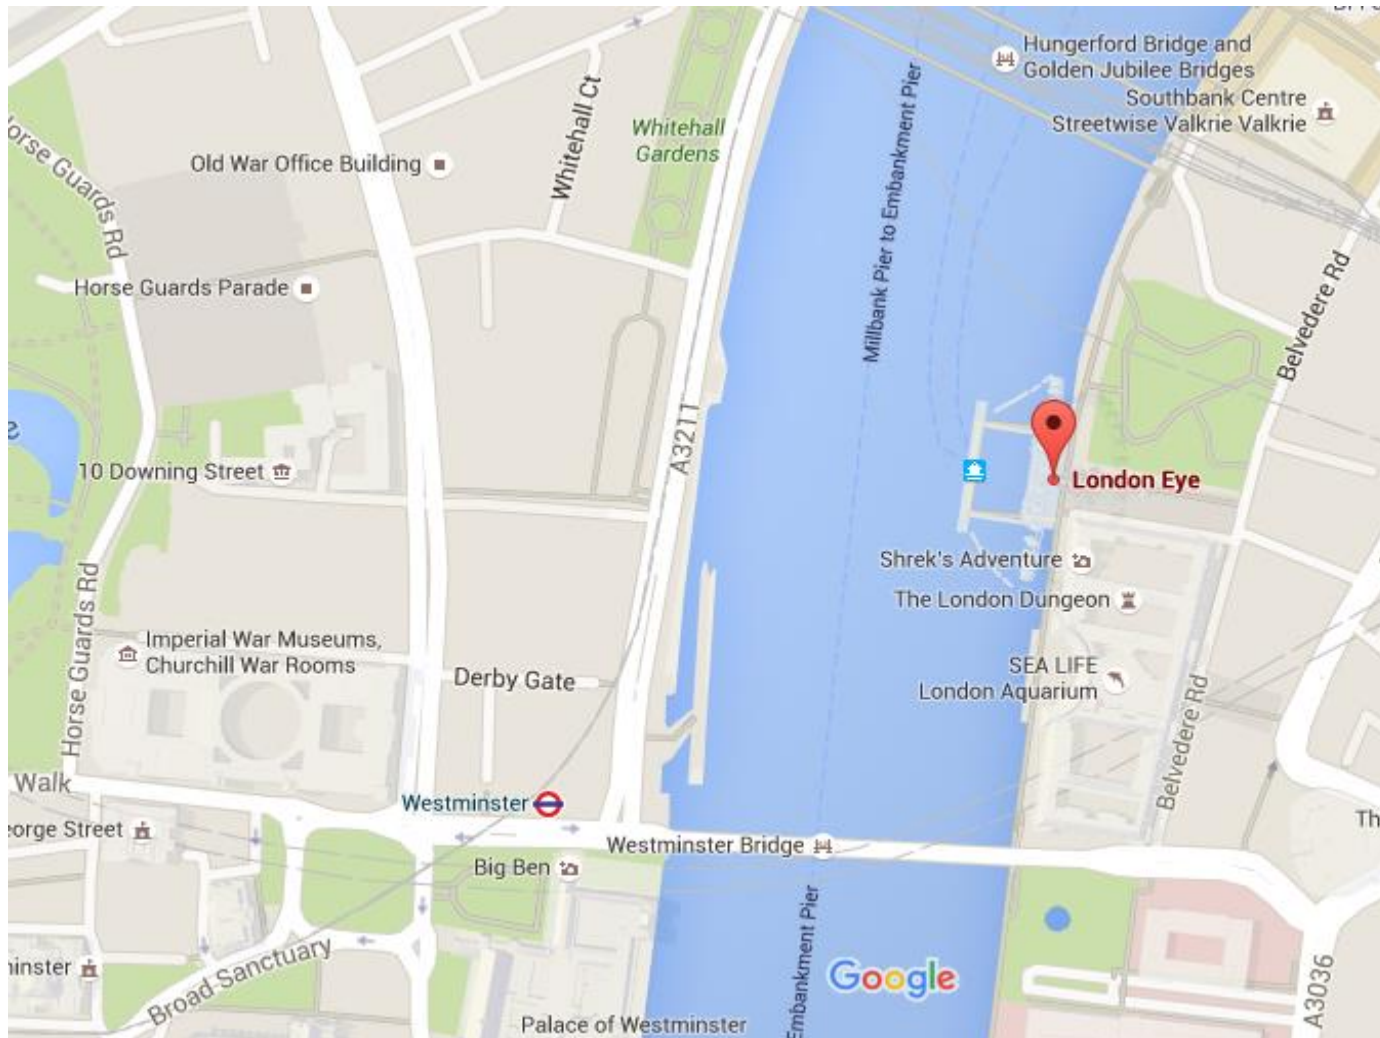 Hungerford Bridge and
Golden Jubilee Bridges
Southbank Centre
Streetwise Valkrie Valkrie
Whitehall Ct
Whitehall
Gardens
Millbank Pier to Embankment Pier
Old War Office Building
Horse Guards Rd
Horse Guards Parade
Belvedere Rd
A3211
10 Downing Street
London Eye
Shrek's Adventure
The London Dungeon
SEA LIFE
London Aquarium
Horse Guards Rd
Imperial War Museums,
Churchill War Rooms
Derby Gate
Belvedere Rd
Walk
Westminster
eorge Street
Th
Westminster Bridge
Big Ben
Embankment Pier
Broad Sanctuary
minster
Google
A3036
Palace of Westminster